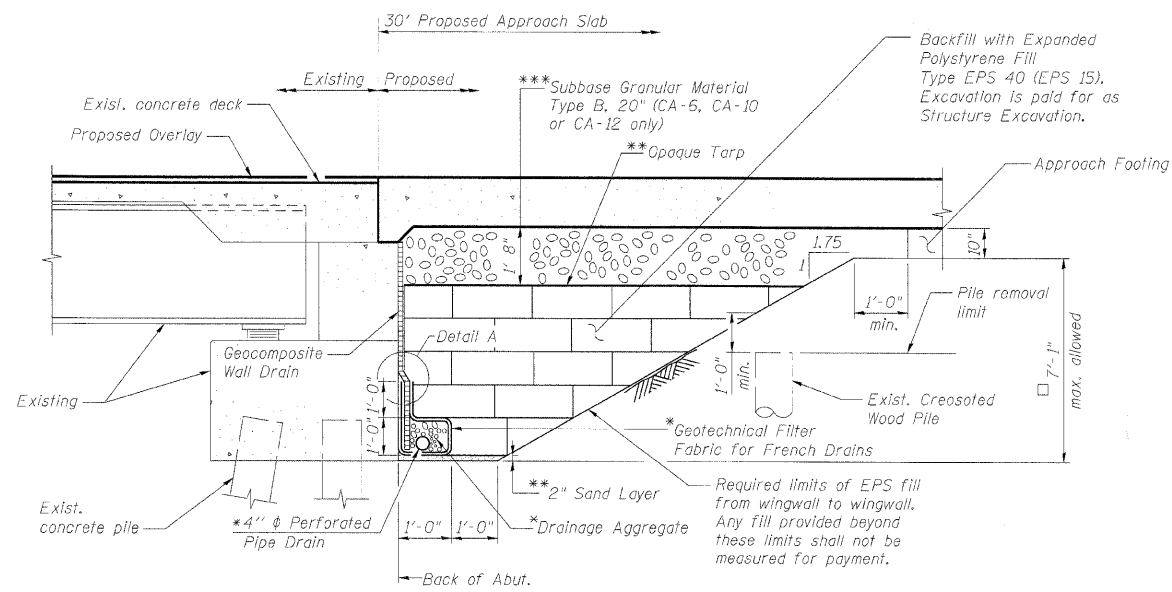 30' Proposed Approach Slab
Backfill with Expanded
Polystyrene Fill
Type EPS 40 (EPS 15).
Excavation is paid for as
Structure Excavation.
Existing
Proposed
***Subbase Granular Material
Type B, 20" (CA-6, CA-10
or CA-12 only)
Exist. concrete deck
Proposed Overlay
**Opaque Tarp
Approach Footing
1.75
1
1' 8"
10"
1'-0"
min.
Pile removal
limit
Detail A
Geocomposite
Wall Drain
1'-0"
min.
□ 7'-1"
max. allowed
Existing
1'-0"
1'-0"
Exist. Creosoted
Wood Pile
*Geotechnical Filter
Fabric for French Drains
**2" Sand Layer
Required limits of EPS fill
from wingwall to wingwall.
Any fill provided beyond
these limits shall not be
measured for payment.
Exist.
concrete pile
*4'' ϕ Perforated
Pipe Drain
1'-0"
1'-0"
*Drainage Aggregate
Back of Abut.